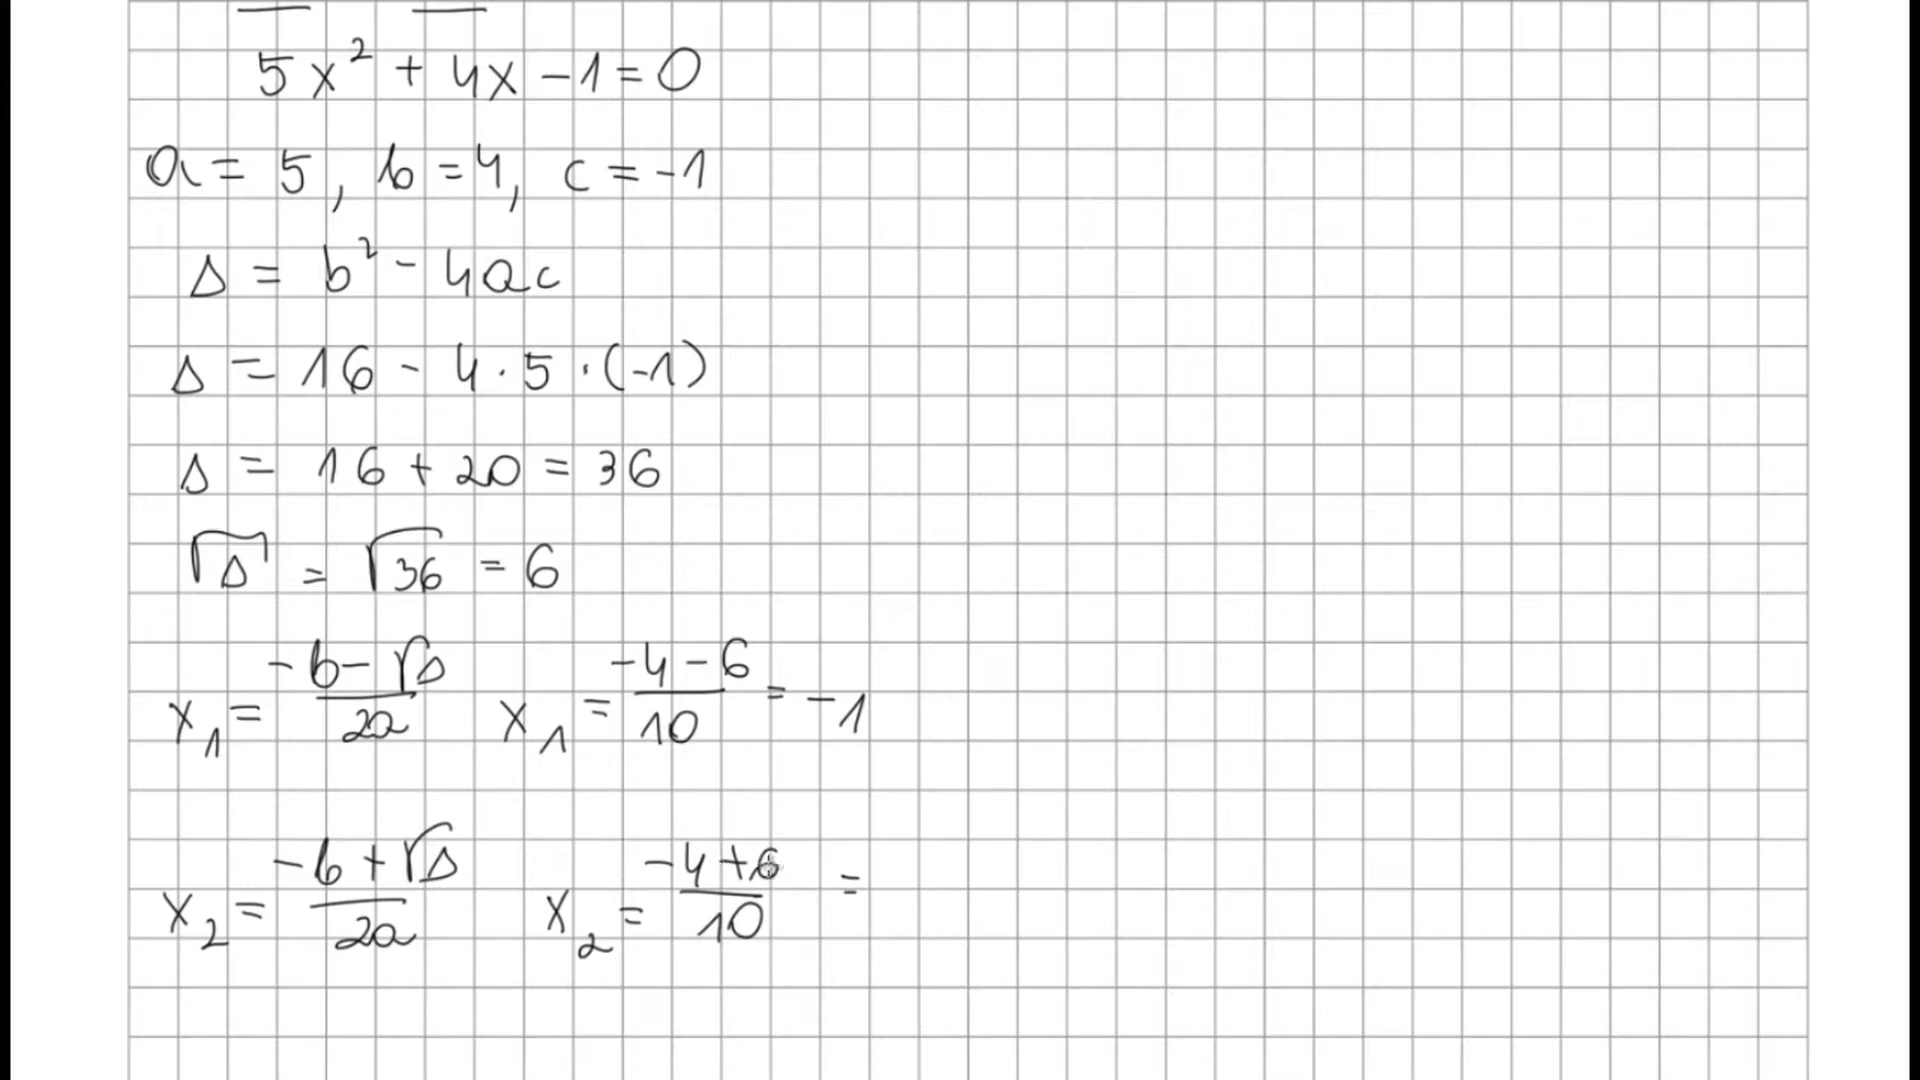 5x² + 4x - 1 = 0
a = 5, b = 4, c = -1
Δ = b² - 4ac
Δ = 16 - 4 · 5 · (-1)
Δ = 16 + 20 = 36
√Δ = √36 = 6
x₁ = (-b - √Δ)/2a x₁ = (-4 - 6)/10 = -1
x₂ = (-b + √Δ)/2a x₂ = (-4 + 6)/10 =